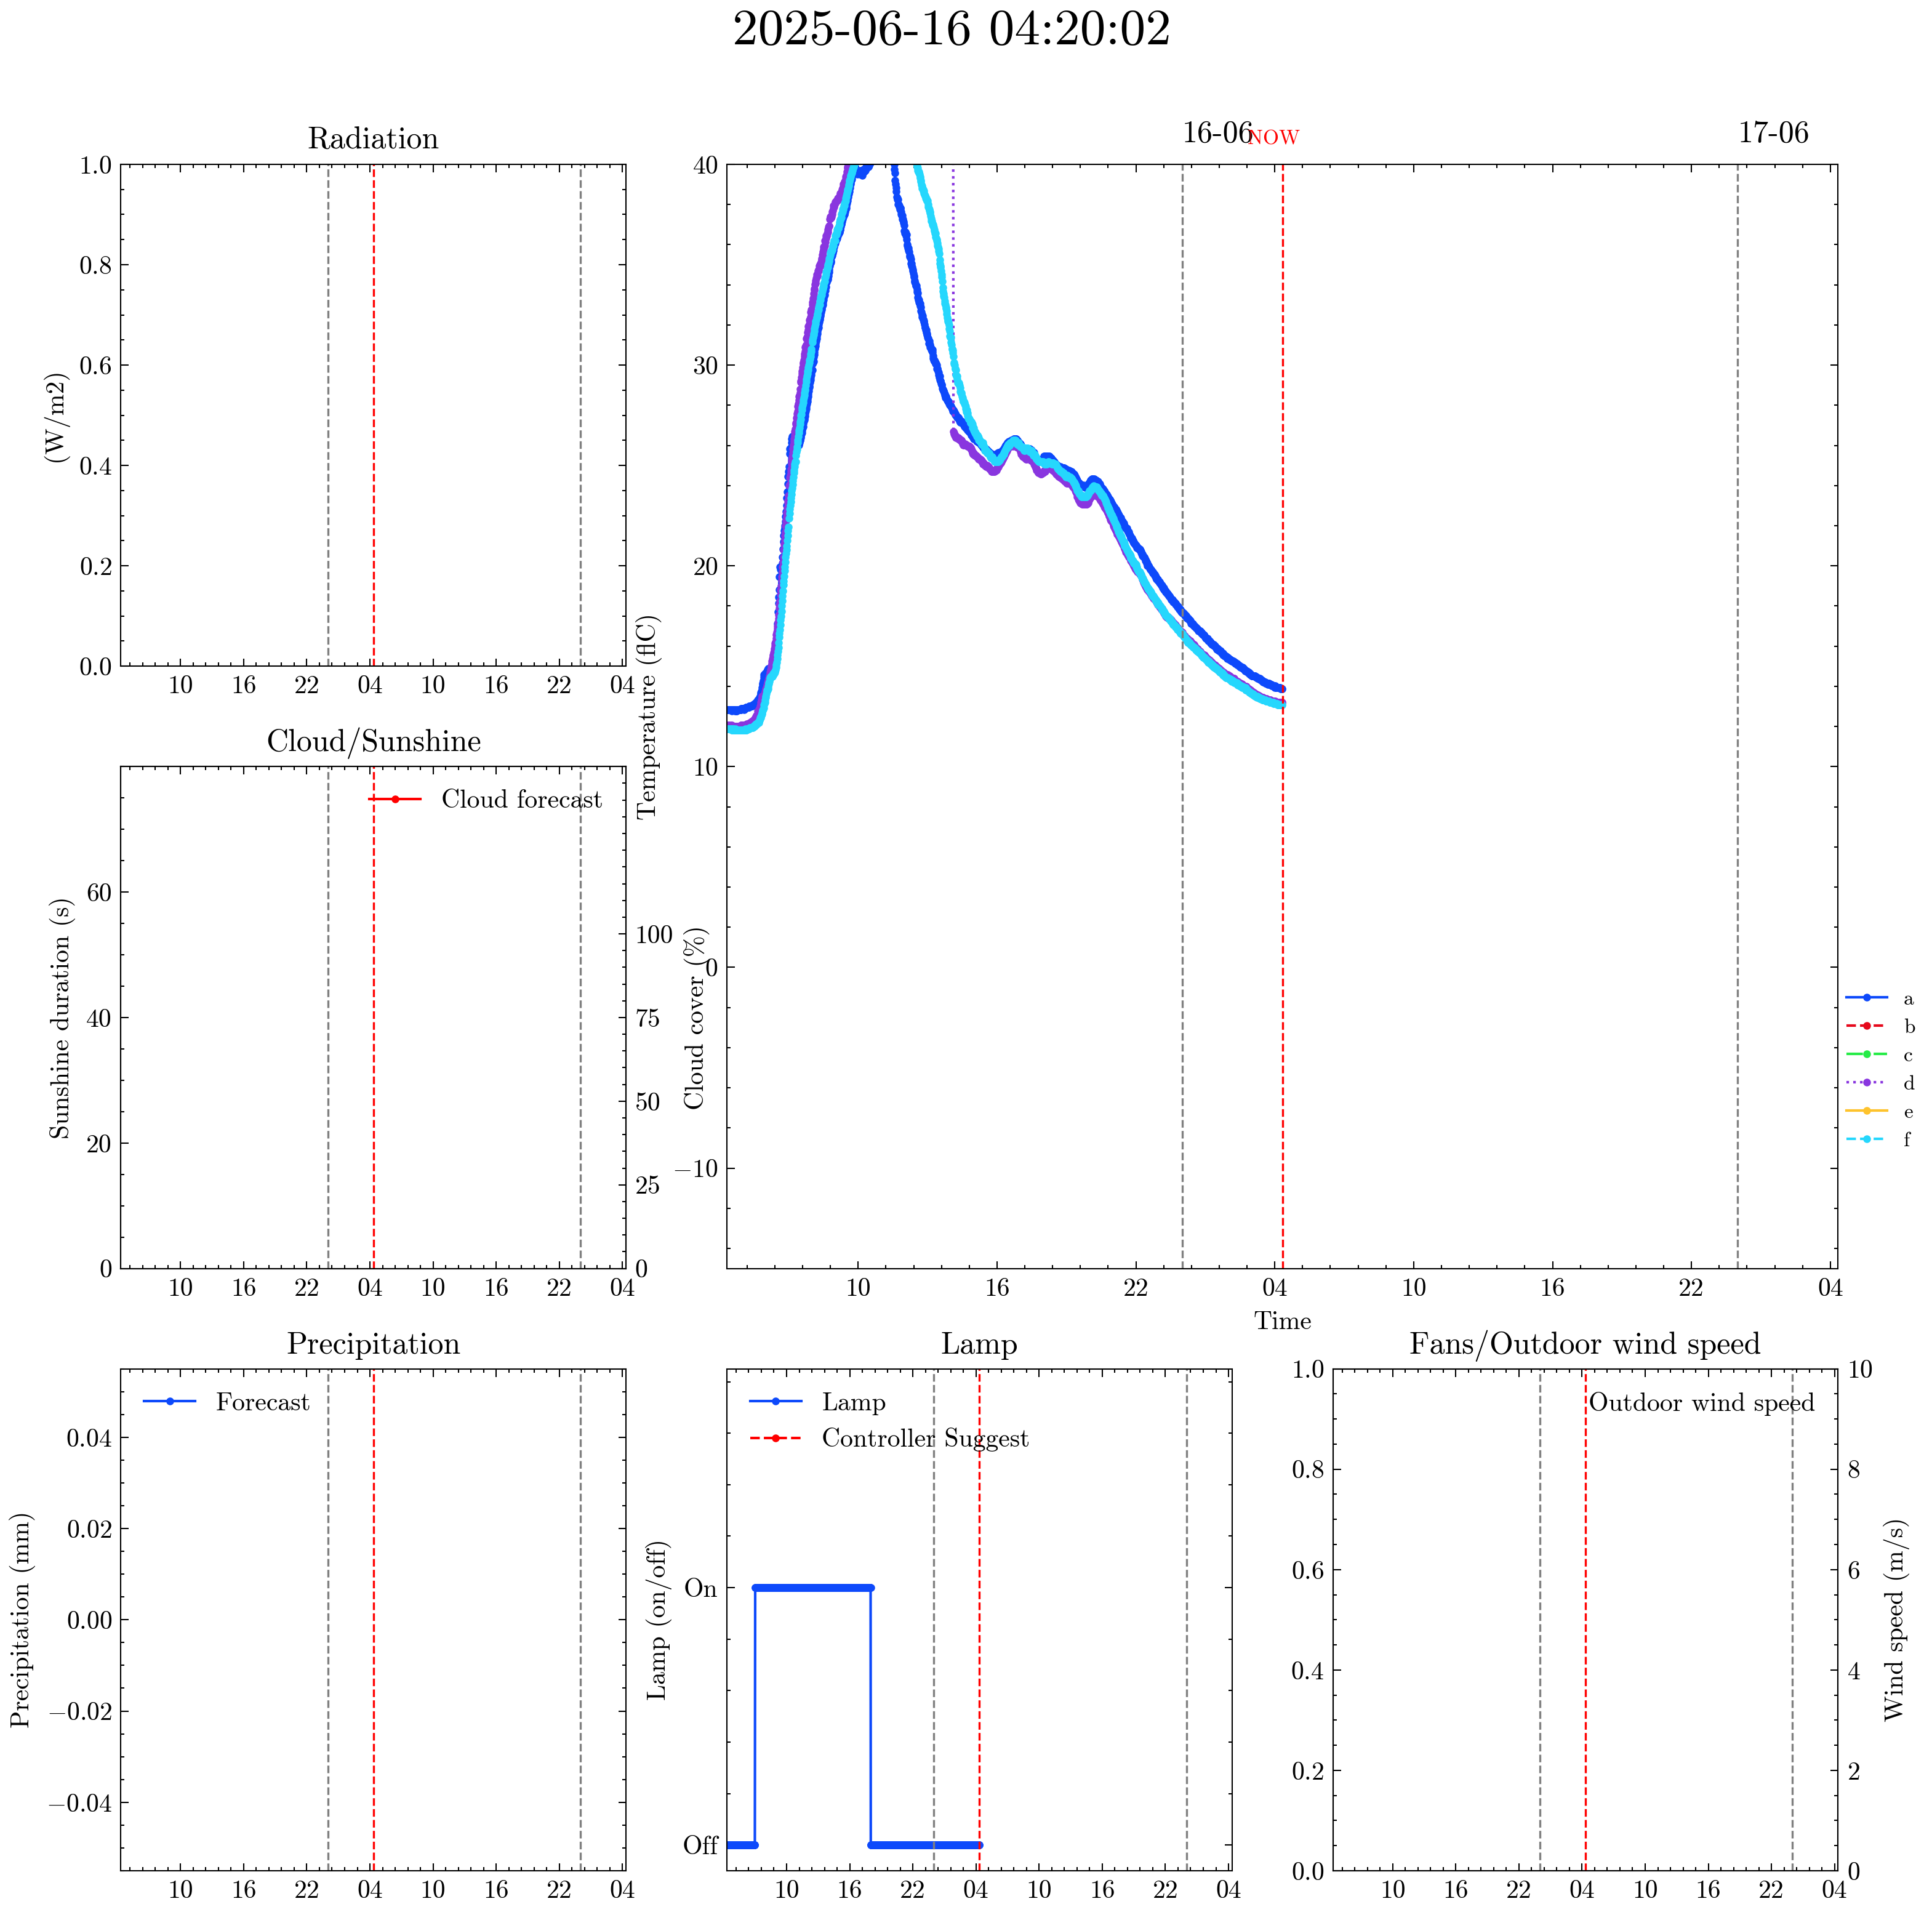 2025-06-16 04:20:02
Radiation
1.0
0.8
0.6
0.4
0.2
0.0
(W/m2)
10 16 22 04 10 16 22 04
16-06
NOW
17-06
40
30
20
10
0
−10
Temperature (flC)
10 16 22 04 10 16 22 04
Time
a
b
c
d
e
f
Cloud/Sunshine
Cloud forecast
60
40
20
0
Sunshine duration (s)
100
75
50
25
0
Cloud cover (%)
10 16 22 04 10 16 22 04
Precipitation
Forecast
0.04
0.02
0.00
−0.02
−0.04
Precipitation (mm)
10 16 22 04 10 16 22 04
Lamp
Lamp
Controller Suggest
On
Off
Lamp (on/off)
10 16 22 04 10 16 22 04
Fans/Outdoor wind speed
Outdoor wind speed
1.0
0.8
0.6
0.4
0.2
0.0
10
8
6
4
2
0
Wind speed (m/s)
10 16 22 04 10 16 22 04